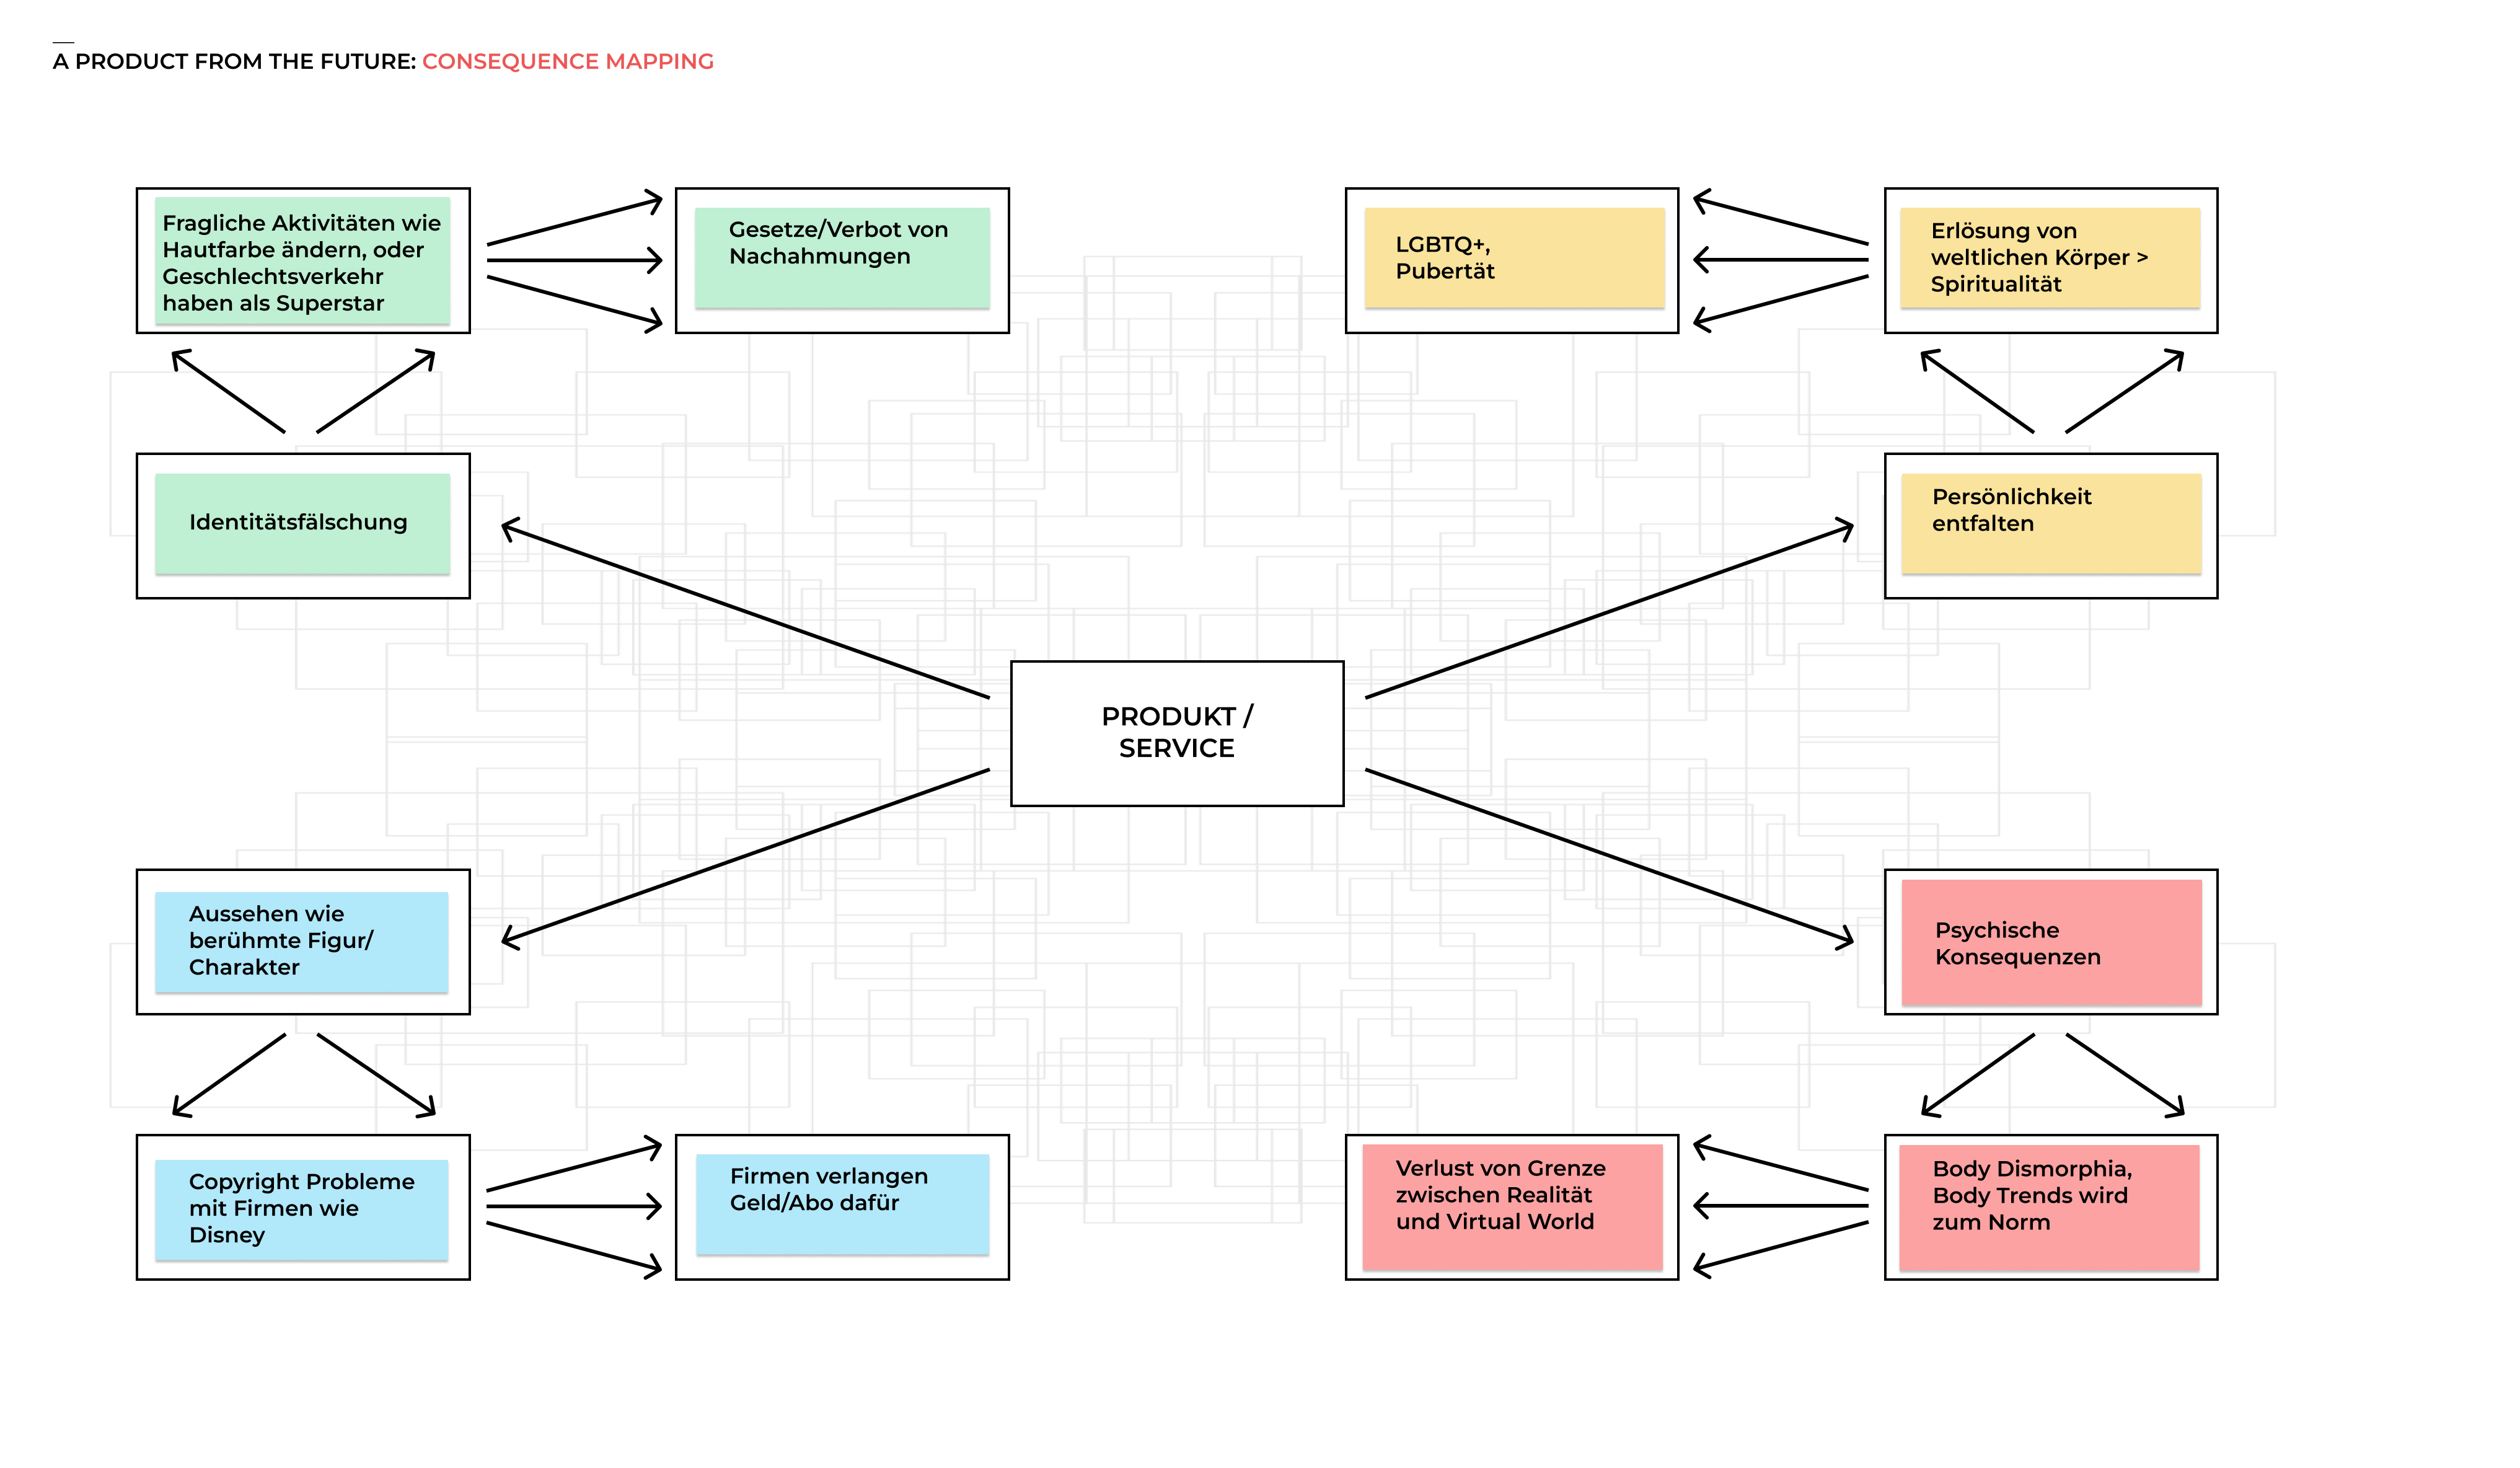 A PRODUCT FROM THE FUTURE: CONSEQUENCE MAPPING
Fragliche Aktivitäten wie
Hautfarbe ändern, oder
Geschlechtsverkehr
haben als Superstar
Gesetze/Verbot von
Nachahmungen
LGBTQ+,
Pubertät
Erlösung von
weltlichen Körper >
Spiritualität
Identitätsfälschung
Persönlichkeit
entfalten
PRODUKT /
SERVICE
Aussehen wie
berühmte Figur/
Charakter
Psychische
Konsequenzen
Copyright Probleme
mit Firmen wie
Disney
Firmen verlangen
Geld/Abo dafür
Verlust von Grenze
zwischen Realität
und Virtual World
Body Dismorphia,
Body Trends wird
zum Norm